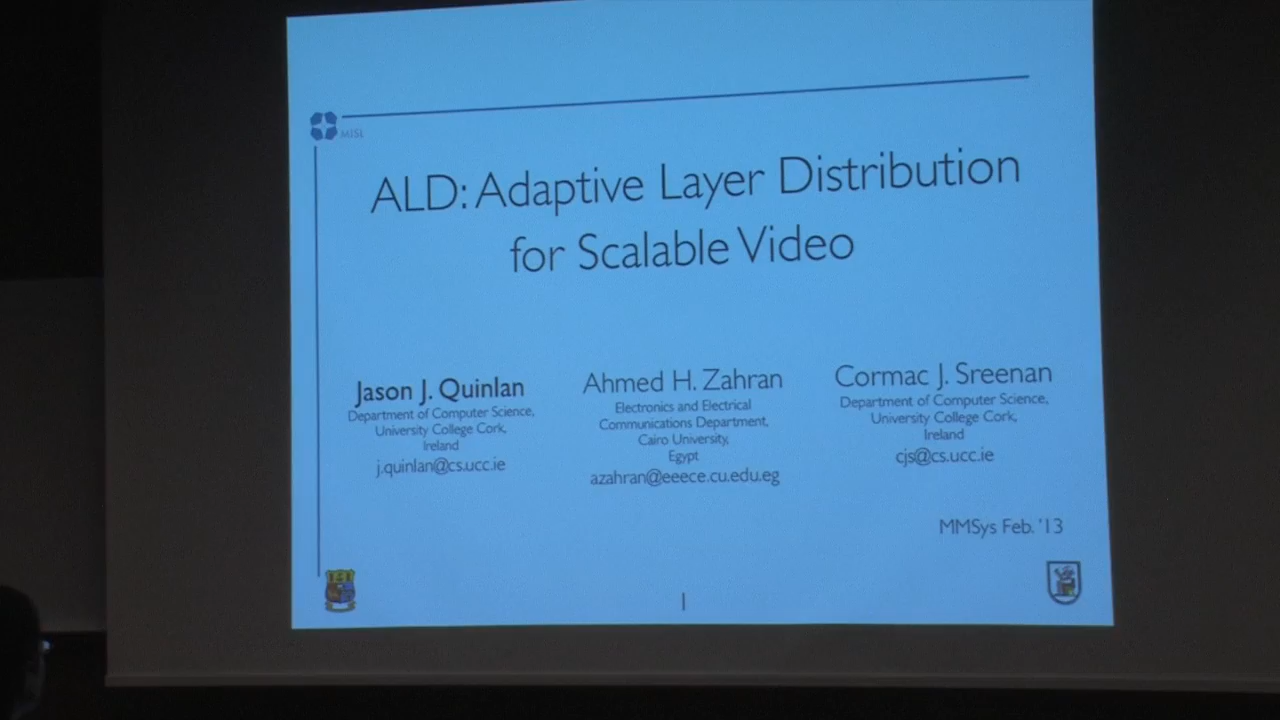 MISL
ALD: Adaptive Layer Distribution
for Scalable Video
Jason J. Quinlan
Department of Computer Science,
University College Cork,
Ireland
j.quinlan@cs.ucc.ie
Ahmed H. Zahran
Electronics and Electrical
Communications Department,
Cairo University,
Egypt
azahran@eeece.cu.edu.eg
Cormac J. Sreenan
Department of Computer Science,
University College Cork,
Ireland
cjs@cs.ucc.ie
MMSys Feb. '13
1